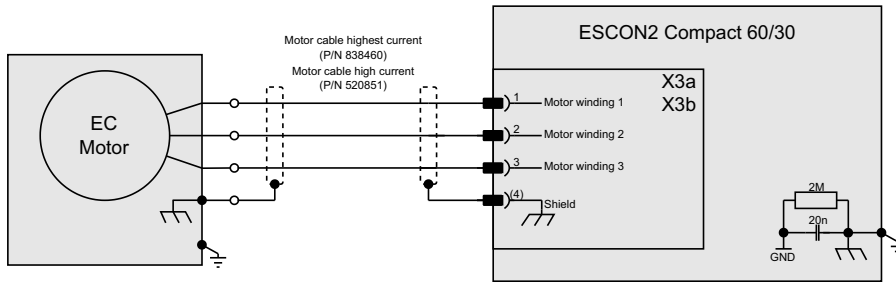 ESCON2 Compact 60/30
Motor cable highest current
(P/N 838460)
Motor cable high current
(P/N 520851)
X3a
X3b
EC
Motor
1
Motor winding 1
2
Motor winding 2
3
Motor winding 3
(4)
Shield
2M
20n
GND